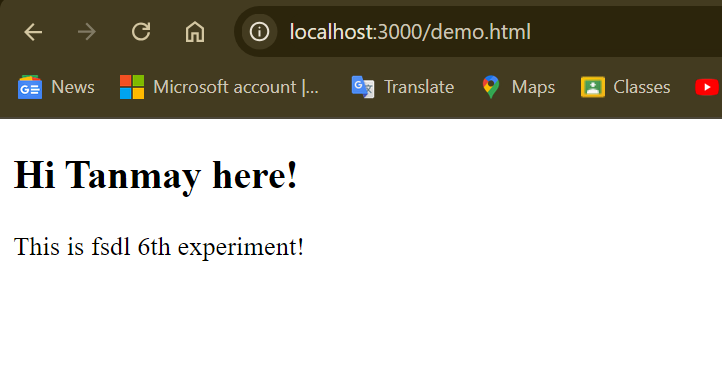 localhost:3000/demo.html
News Microsoft account |... Translate Maps Classes
Hi Tanmay here!
This is fsdl 6th experiment!